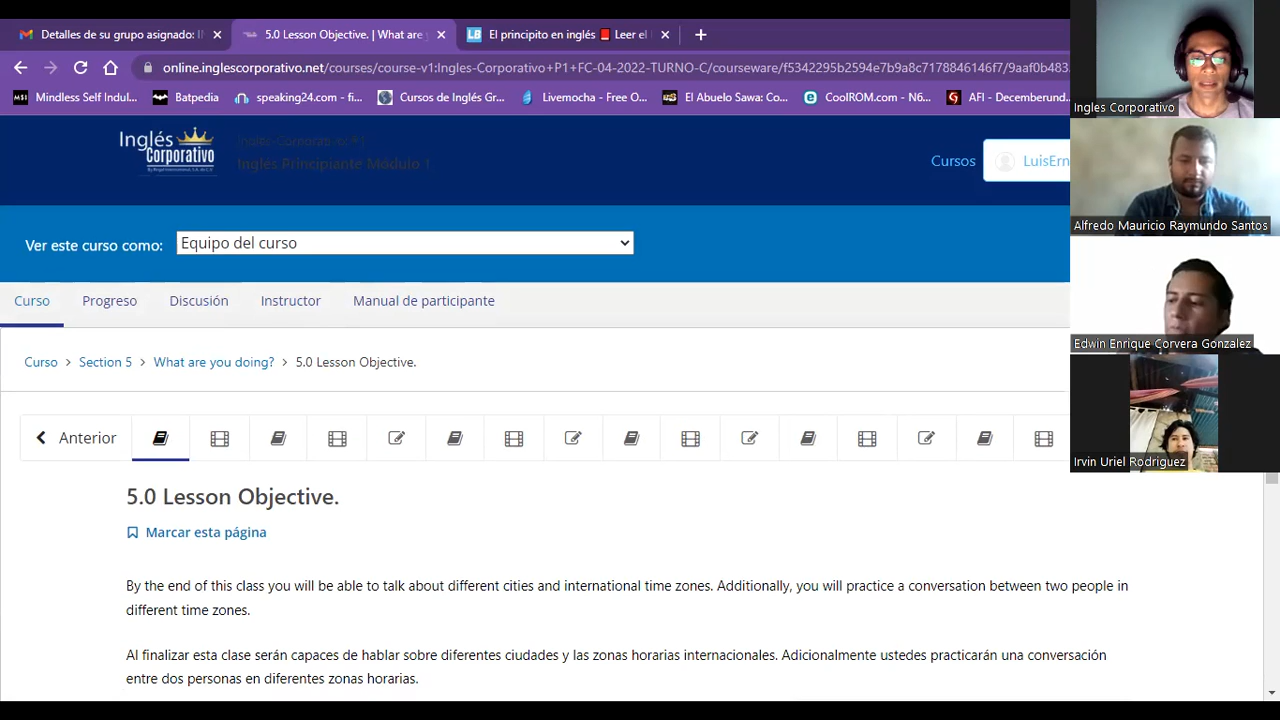 Detalles de su grupo asignado: I
5.0 Lesson Objective. | What are
El principito en inglés 📕 Leer el
online.inglescorporativo.net/courses/course-v1:Ingles-Corporativo+P1+FC-04-2022-TURNO-C/courseware/f5342295b2594e7b9a8c7178846146f7/9aaf0b483
Mindless Self Indul...
Batpedia
speaking24.com - fi...
Cursos de Inglés Gr...
Livemocha - Free O...
El Abuelo Sawa: Co...
CoolROM.com - N6...
AFI - Decemberund...
Inglés
Corporativo
Ingles-Corporativo P1
Inglés Principiante Módulo 1
Cursos
LuisErn
Ver este curso como:
Equipo del curso
Curso
Progreso
Discusión
Instructor
Manual de participante
Curso > Section 5 > What are you doing? > 5.0 Lesson Objective.
Anterior
5.0 Lesson Objective.
Marcar esta página
By the end of this class you will be able to talk about different cities and international time zones. Additionally, you will practice a conversation between two people in
different time zones.
Al finalizar esta clase serán capaces de hablar sobre diferentes ciudades y las zonas horarias internacionales. Adicionalmente ustedes practicarán una conversación
entre dos personas en diferentes zonas horarias.
Ingles Corporativo
Alfredo Mauricio Raymundo Santos
Edwin Enrique Corvera Gonzalez
Irvin Uriel Rodriguez